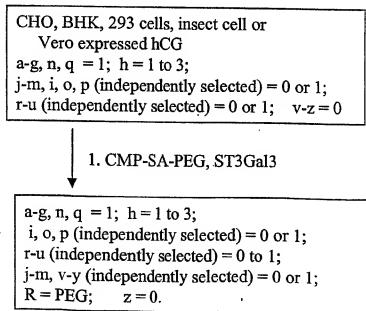 CHO, BHK, 293 cells, insect cell or
Vero expressed hCG
a-g, n, q = 1; h = 1 to 3;
j-m, i, o, p (independently selected) = 0 or 1;
r-u (independently selected) = 0 or 1; v-z = 0
1. CMP-SA-PEG, ST3Gal3
a-g, n, q = 1; h = 1 to 3;
i, o, p (independently selected) = 0 or 1;
r-u (independently selected) = 0 to 1;
j-m, v-y (independently selected) = 0 or 1;
R = PEG; z = 0.